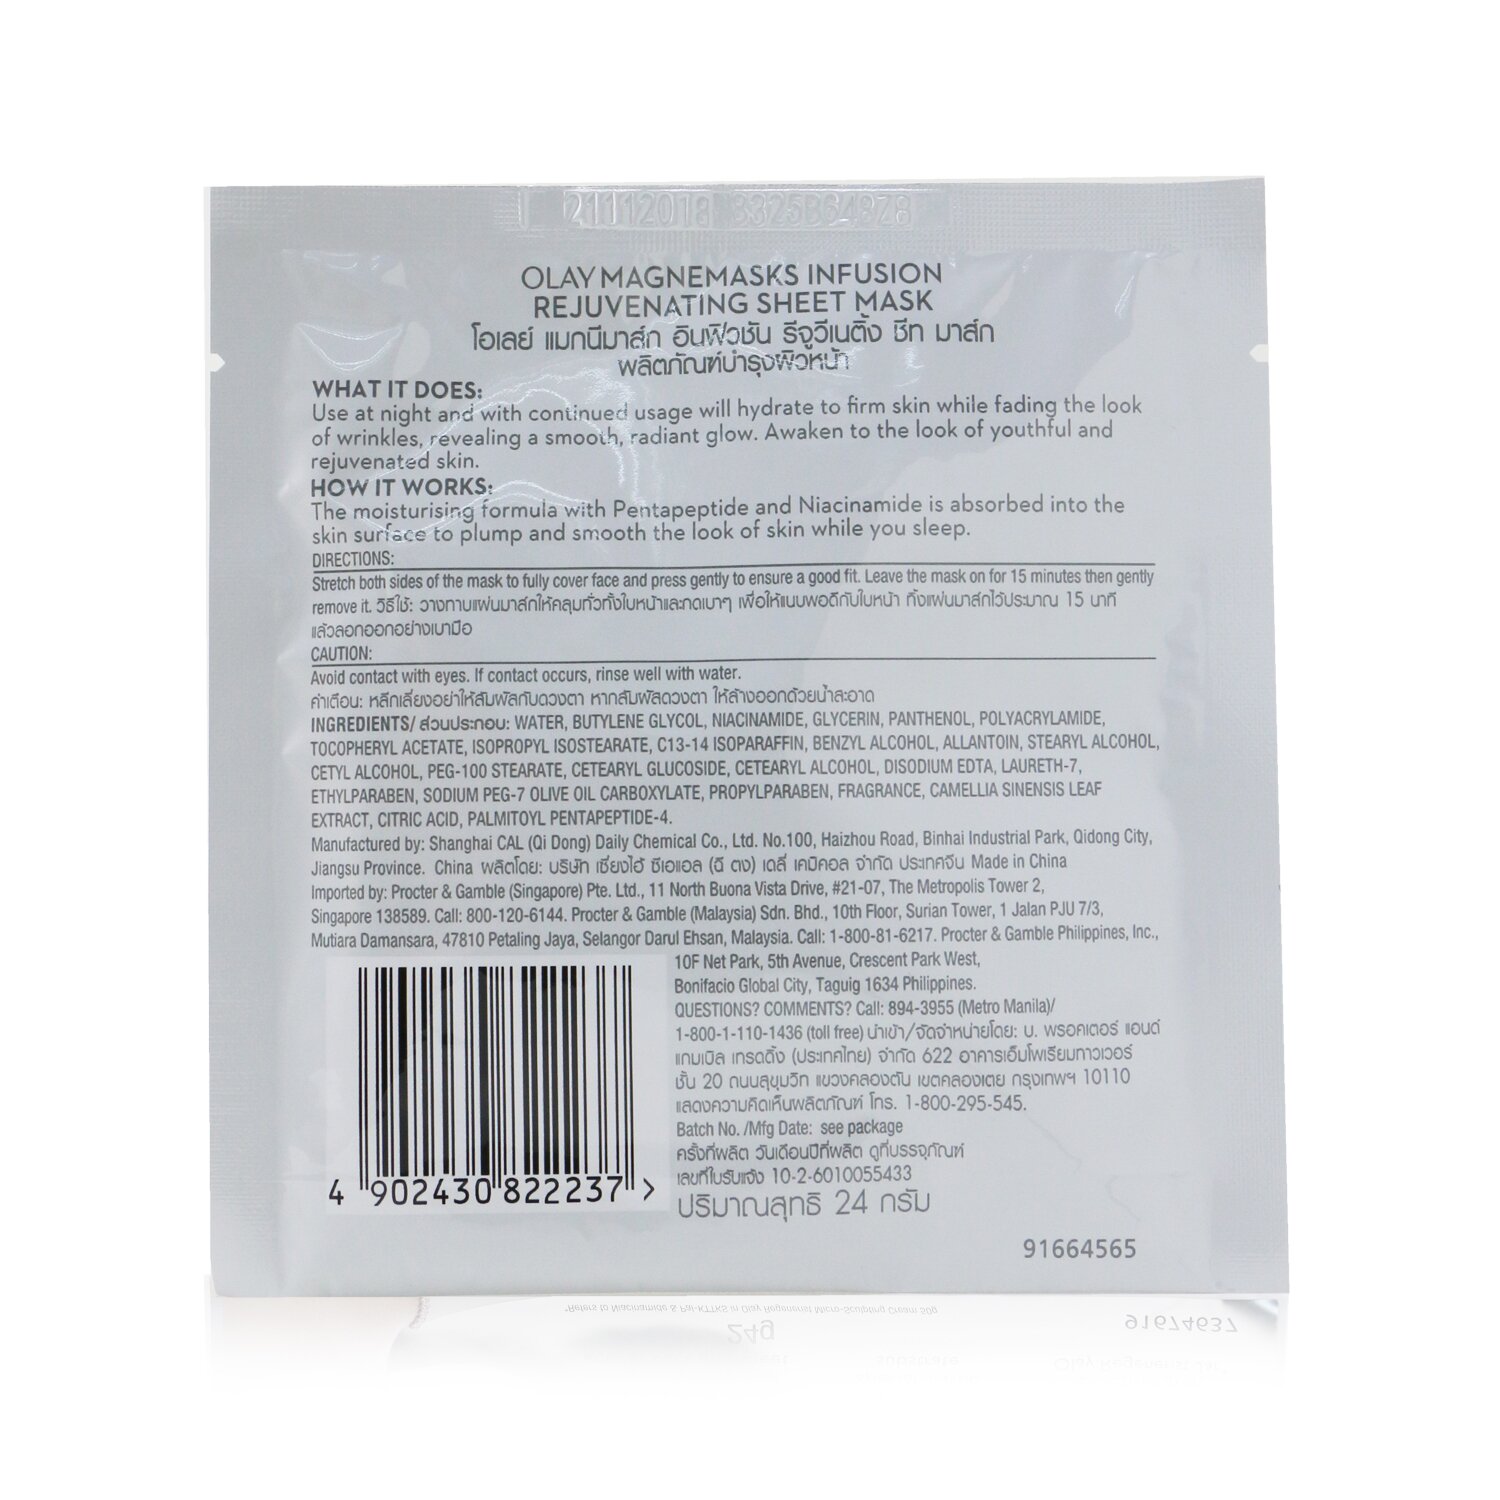 21112018 83258648Z8
OLAY MAGNEMASKS INFUSION
REJUVENATING SHEET MASK
โอเลย์ แมกนีมาส์ก อินฟิวชัน รีจูวีเนติ้ง ชีท มาส์ก
ผลิตภัณฑ์บำรุงผิวหน้า
WHAT IT DOES:
Use at night and with continued usage will hydrate to firm skin while fading the look
of wrinkles, revealing a smooth, radiant glow. Awaken to the look of youthful and
rejuvenated skin.
HOW IT WORKS:
The moisturising formula with Pentapeptide and Niacinamide is absorbed into the
skin surface to plump and smooth the look of skin while you sleep.
DIRECTIONS:
Stretch both sides of the mask to fully cover face and press gently to ensure a good fit. Leave the mask on for 15 minutes then gently
remove it. วิธีใช้: วางทาบแผ่นมาส์กให้คลุมทั่วทั้งใบหน้าและกดเบาๆ เพื่อให้แนบพอดีกับใบหน้า ทิ้งแผ่นมาส์กไว้ประมาณ 15 นาที
แล้วลอกออกอย่างเบามือ
CAUTION:
Avoid contact with eyes. If contact occurs, rinse well with water.
คำเตือน: หลีกเลี่ยงอย่าให้สัมผัสกับดวงตา หากสัมผัสดวงตา ให้ล้างออกด้วยน้ำสะอาด
INGREDIENTS/ ส่วนประกอบ: WATER, BUTYLENE GLYCOL, NIACINAMIDE, GLYCERIN, PANTHENOL, POLYACRYLAMIDE,
TOCOPHERYL ACETATE, ISOPROPYL ISOSTEARATE, C13-14 ISOPARAFFIN, BENZYL ALCOHOL, ALLANTOIN, STEARYL ALCOHOL,
CETYL ALCOHOL, PEG-100 STEARATE, CETEARYL GLUCOSIDE, CETEARYL ALCOHOL, DISODIUM EDTA, LAURETH-7,
ETHYLPARABEN, SODIUM PEG-7 OLIVE OIL CARBOXYLATE, PROPYLPARABEN, FRAGRANCE, CAMELLIA SINENSIS LEAF
EXTRACT, CITRIC ACID, PALMITOYL PENTAPEPTIDE-4.
Manufactured by: Shanghai CAL (Qi Dong) Daily Chemical Co., Ltd. No.100, Haizhou Road, Binhai Industrial Park, Qidong City,
Jiangsu Province. China ผลิตโดย: บริษัท เซี่ยงไฮ้ ซีเอแอล (ฉี ตง) เดลี่ เคมิคอล จำกัด ประเทศจีน Made in China
Imported by: Procter & Gamble (Singapore) Pte. Ltd., 11 North Buona Vista Drive, #21-07, The Metropolis Tower 2,
Singapore 138589. Call: 800-120-6144. Procter & Gamble (Malaysia) Sdn. Bhd., 10th Floor, Surian Tower, 1 Jalan PJU 7/3,
Mutiara Damansara, 47810 Petaling Jaya, Selangor Darul Ehsan, Malaysia. Call: 1-800-81-6217. Procter & Gamble Philippines, Inc.,
10F Net Park, 5th Avenue, Crescent Park West,
Bonifacio Global City, Taguig 1634 Philippines.
QUESTIONS? COMMENTS? Call: 894-3955 (Metro Manila)/
1-800-1-110-1436 (toll free) นำเข้า/จัดจำหน่ายโดย: บ. พรอคเตอร์ แอนด์
แกมเบิล เทรดดิ้ง (ประเทศไทย) จำกัด 622 อาคารเอ็มโพเรียมทาวเวอร์
ชั้น 20 ถนนสุขุมวิท แขวงคลองตัน เขตคลองเตย กรุงเทพฯ 10110
แสดงความคิดเห็นผลิตภัณฑ์ โทร. 1-800-295-545.
Batch No. /Mfg Date: see package
ครั้งที่ผลิต วันเดือนปีที่ผลิต ดูที่บรรจุภัณฑ์
เลขที่ใบรับแจ้ง 10-2-6010055433
ปริมาณสุทธิ 24 กรัม
4 902430 822237 >
91664565
*Refers to Niacinamide & Pal-KTTKS in Olay Regenerist Micro-Sculpting Cream 50g
24g
91674637
substrate